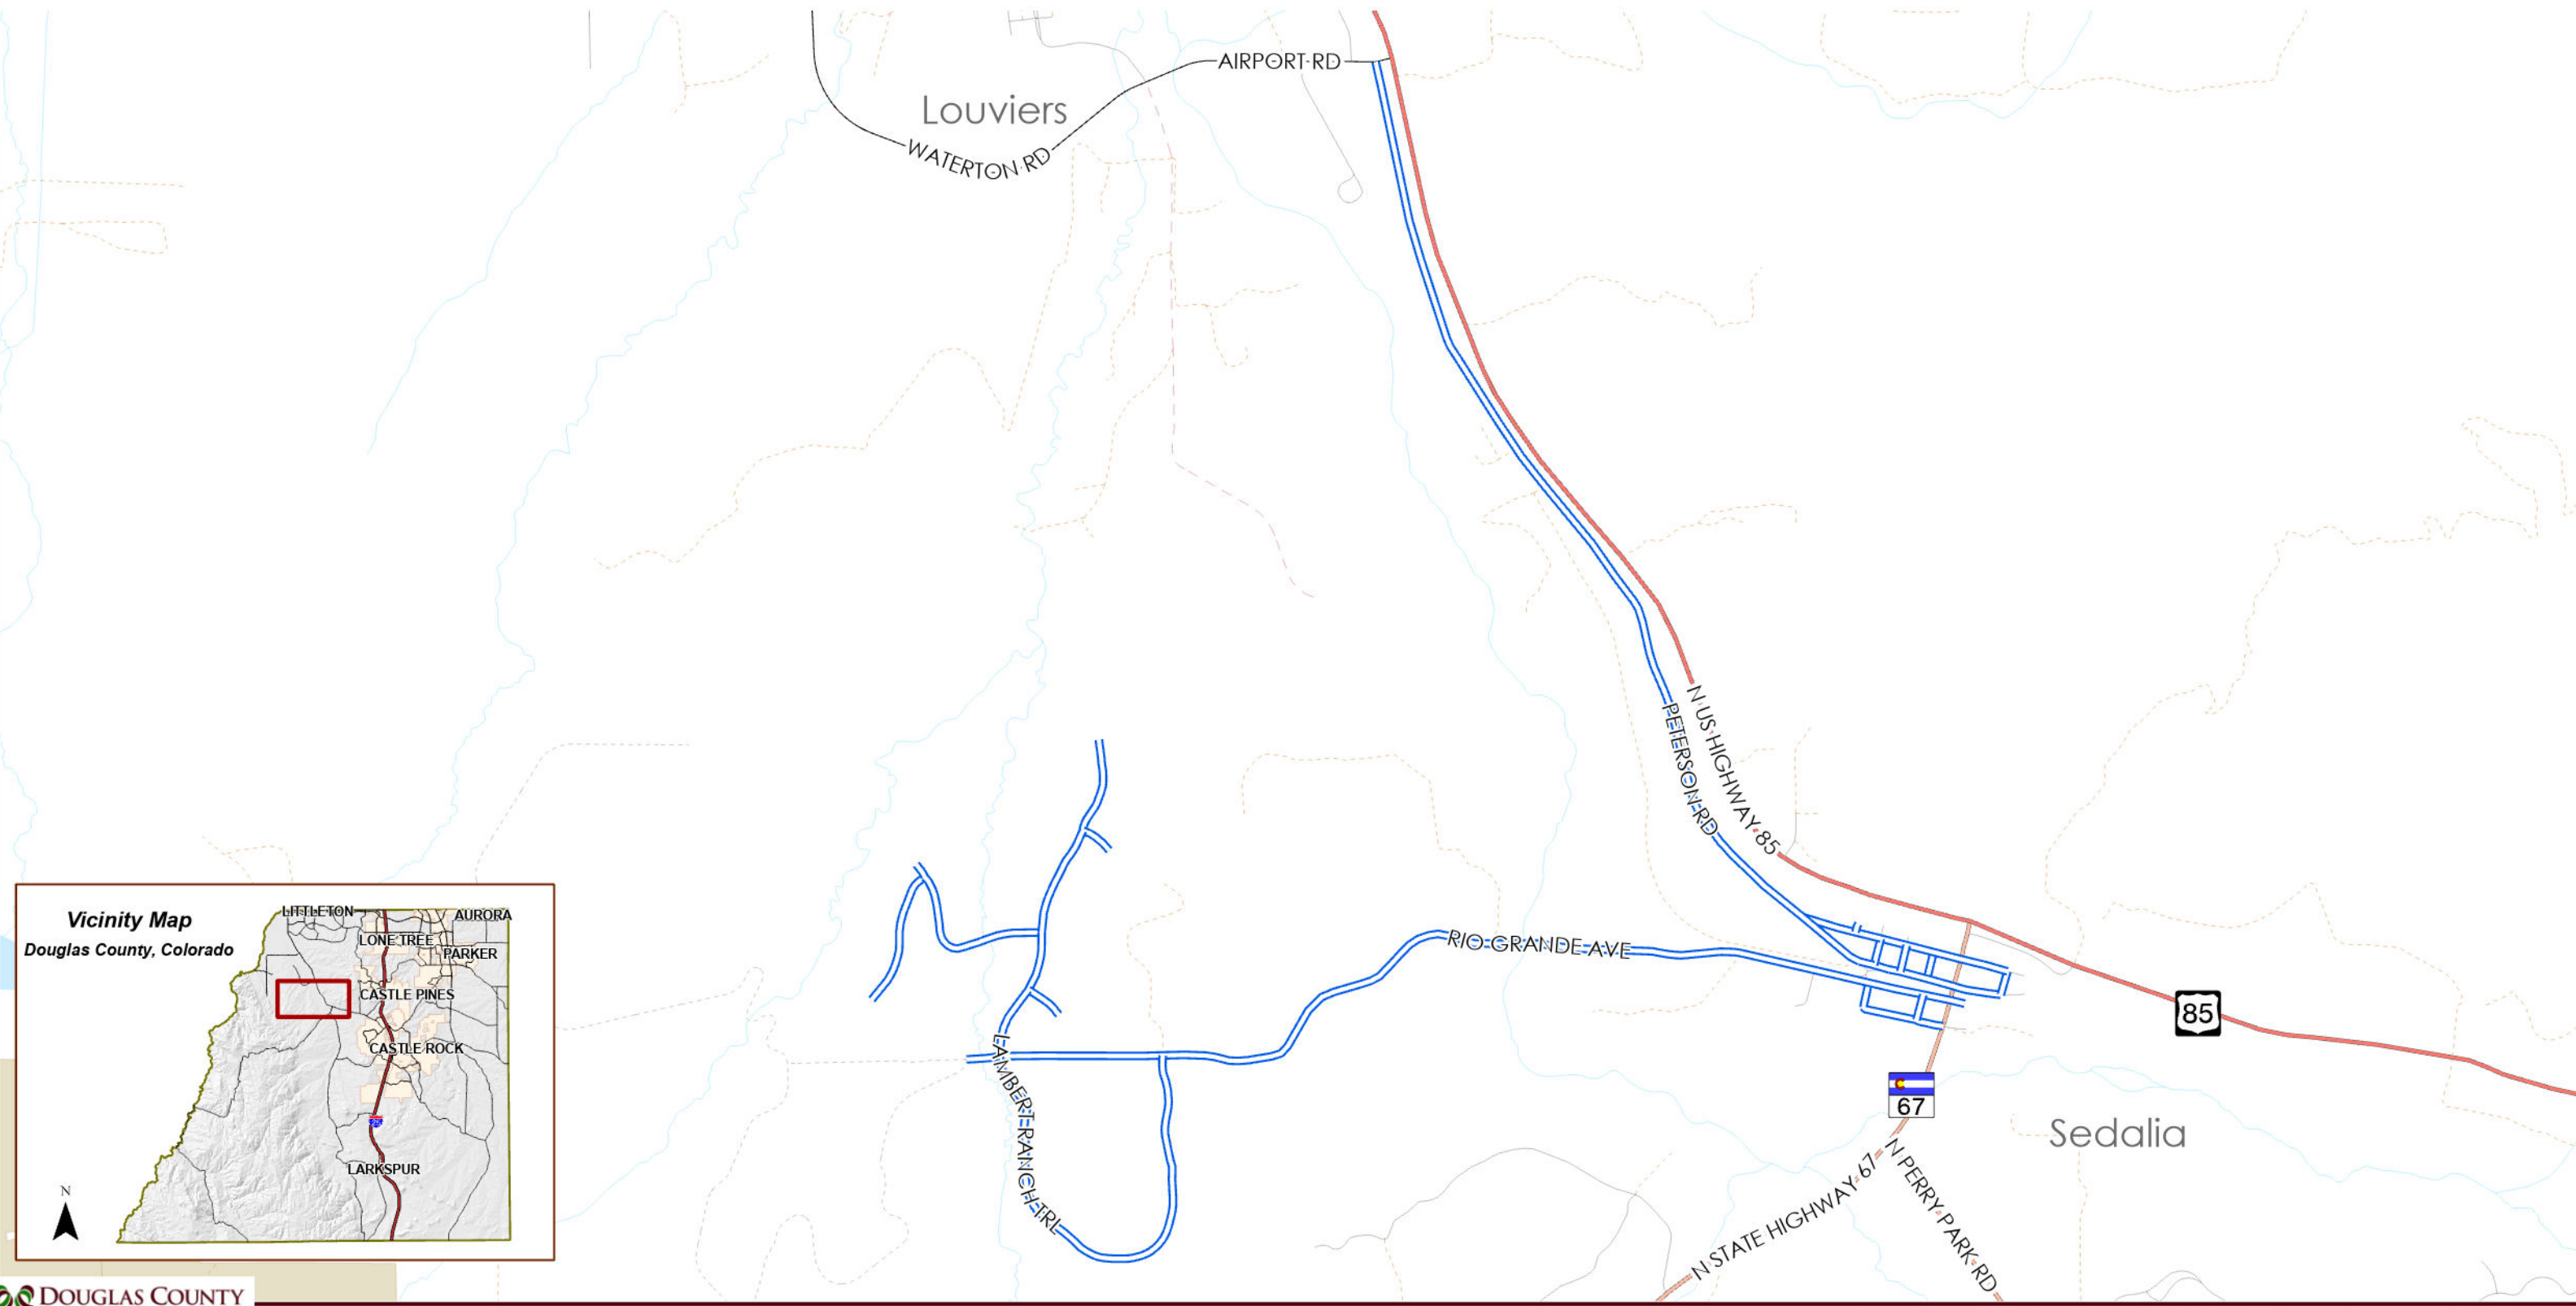 AIRPORT RD
Louviers
WATERTON RD
N US HIGHWAY 85
PETERSON RD
RIO GRANDE AVE
85
LAMBERT RANCH TRL
67
Sedalia
N STATE HIGHWAY 67
N PERRY PARK RD
Vicinity Map
Douglas County, Colorado
LITTLETON
AURORA
LONE TREE
PARKER
CASTLE PINES
CASTLE ROCK
LARKSPUR
N
DOUGLAS COUNTY